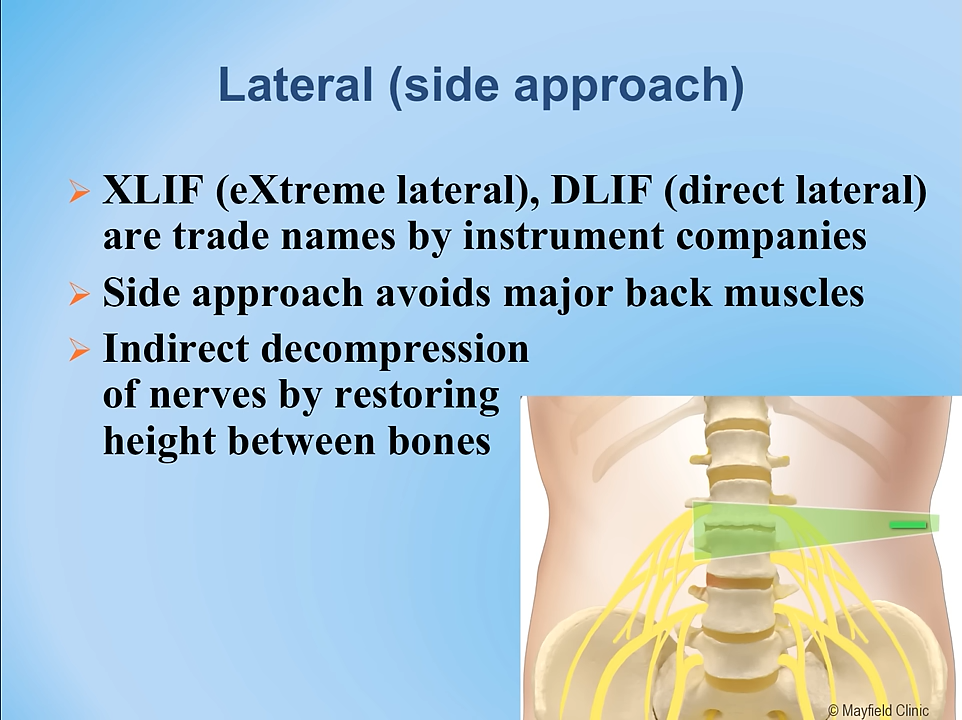 Lateral (side approach)
XLIF (eXtreme lateral), DLIF (direct lateral)
are trade names by instrument companies
Side approach avoids major back muscles
Indirect decompression
of nerves by restoring
height between bones
© Mayfield Clinic